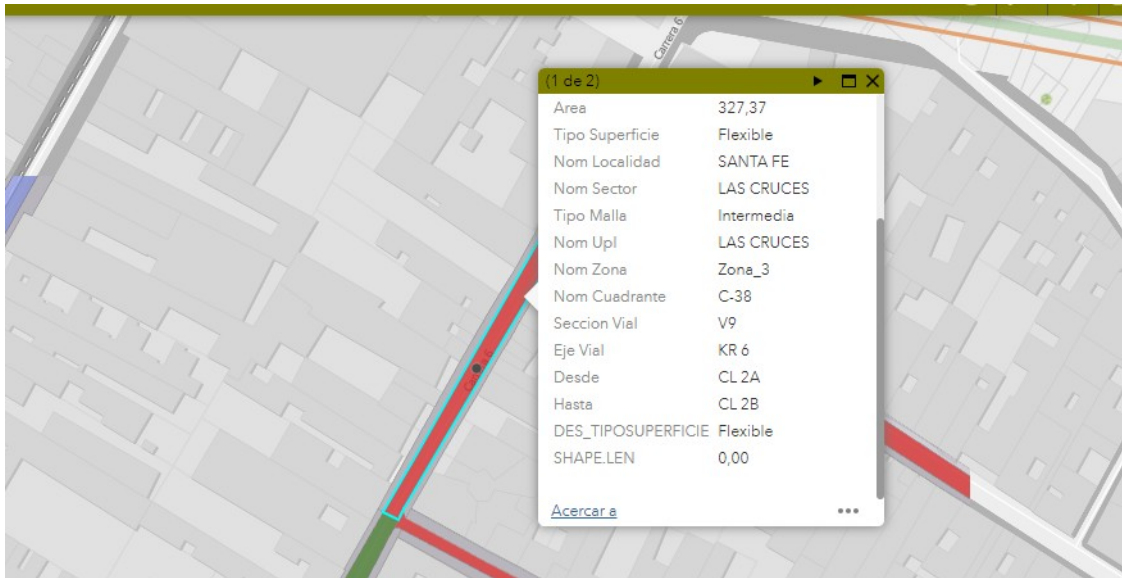 Carrera 6
(1 de 2)
Area 327,37
Tipo Superficie Flexible
Nom Localidad SANTA FE
Nom Sector LAS CRUCES
Tipo Malla Intermedia
Nom Upl LAS CRUCES
Nom Zona Zona_3
Nom Cuadrante C-38
Seccion Vial V9
Eje Vial KR 6
Desde CL 2A
Hasta CL 2B
DES_TIPOSUPERFICIE Flexible
SHAPE.LEN 0,00
Acercar a
Carrera 6